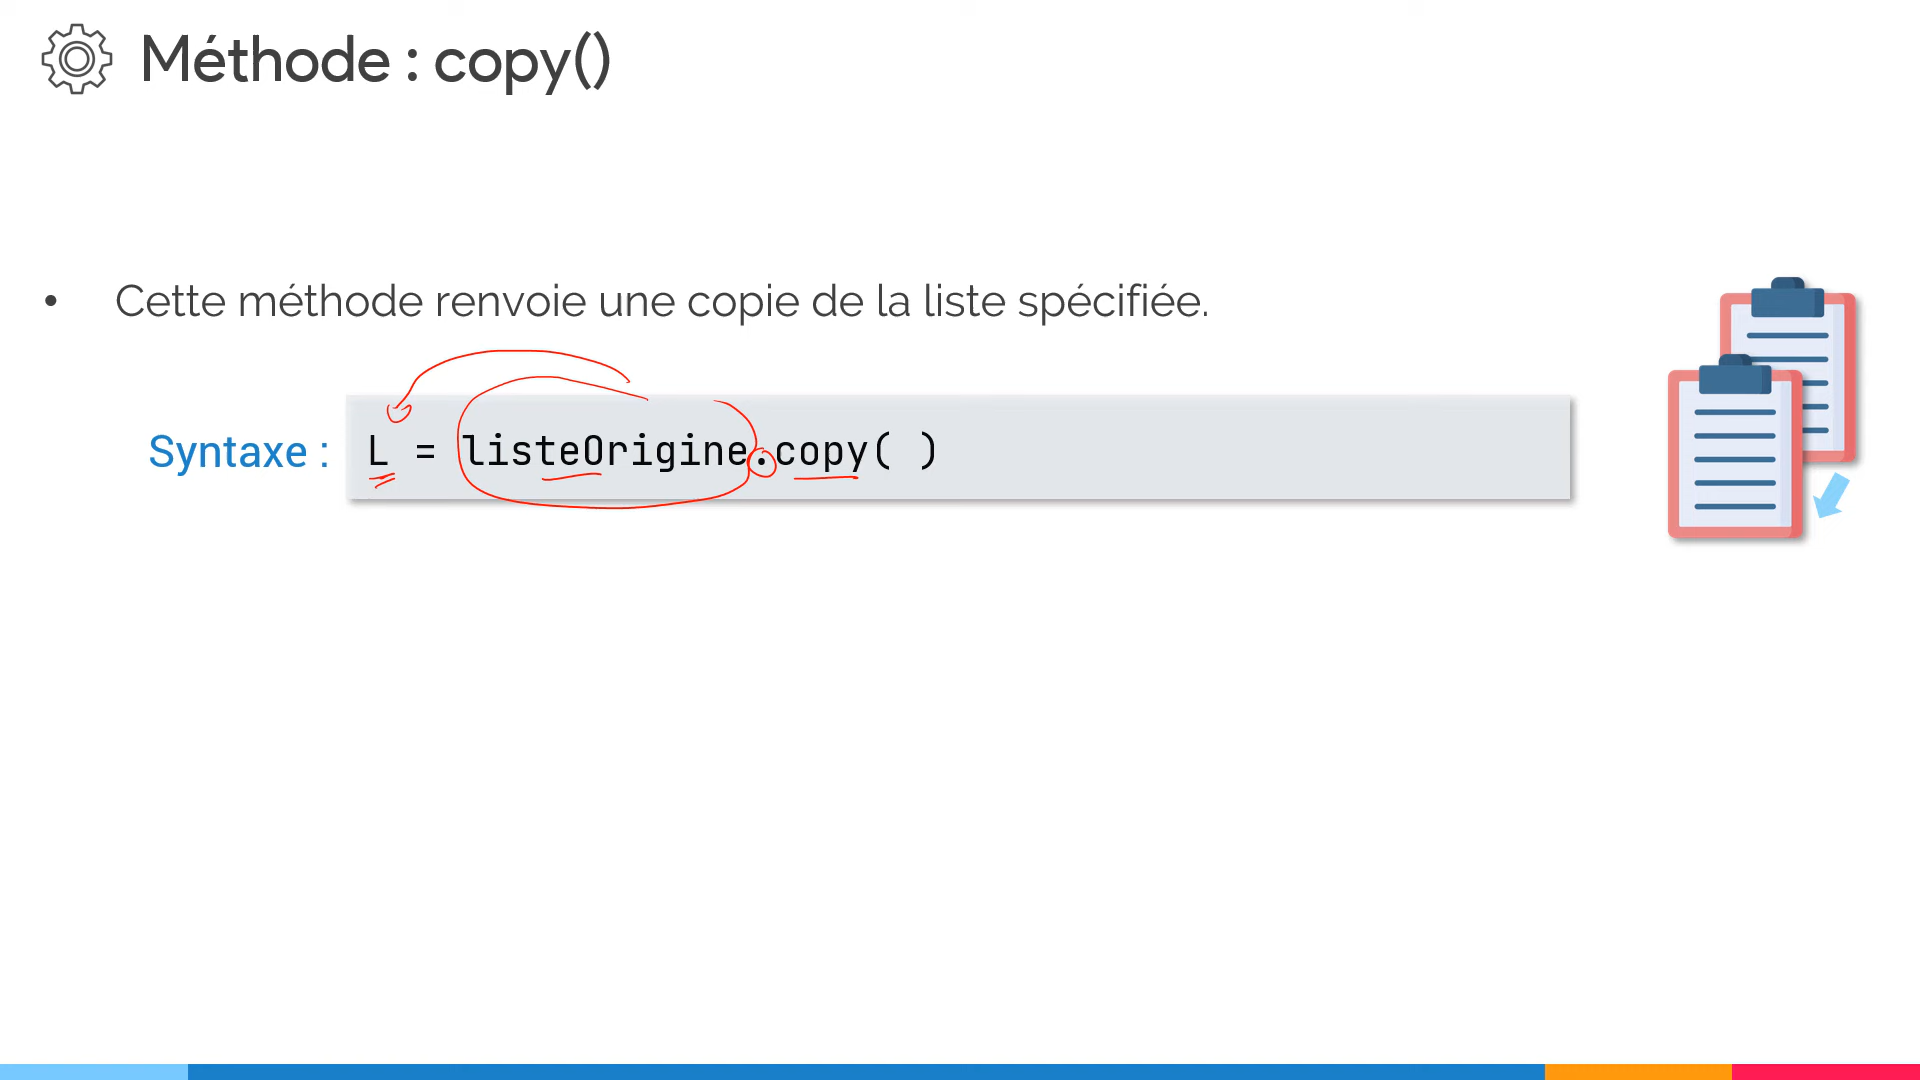 Méthode : copy()
• Cette méthode renvoie une copie de la liste spécifiée.
Syntaxe : L = listeOrigine.copy( )